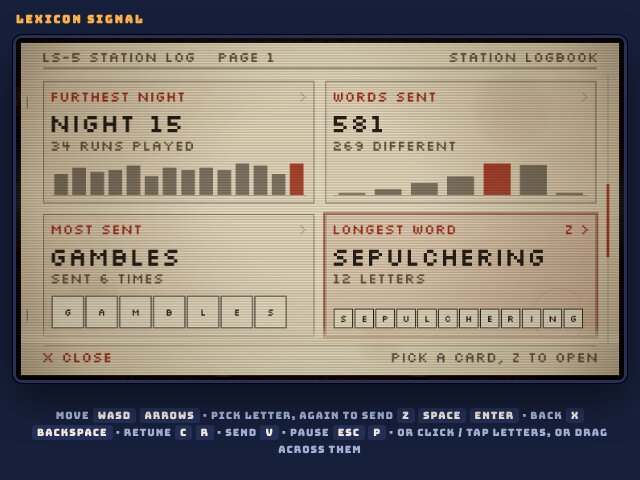 LEXICON SIGNAL
LS-5 STATION LOG PAGE 1 STATION LOGBOOK
FURTHEST NIGHT >
NIGHT 15
34 RUNS PLAYED
WORDS SENT >
581
269 DIFFERENT
MOST SENT >
GAMBLES
SENT 6 TIMES
G A M B L E S
LONGEST WORD Z >
SEPULCHERING
12 LETTERS
S E P U L C H E R I N G
X CLOSE PICK A CARD, Z TO OPEN
MOVE WASD ARROWS · PICK LETTER, AGAIN TO SEND Z SPACE ENTER · BACK X
BACKSPACE · RETUNE C R · SEND V · PAUSE ESC P · OR CLICK / TAP LETTERS, OR DRAG
ACROSS THEM